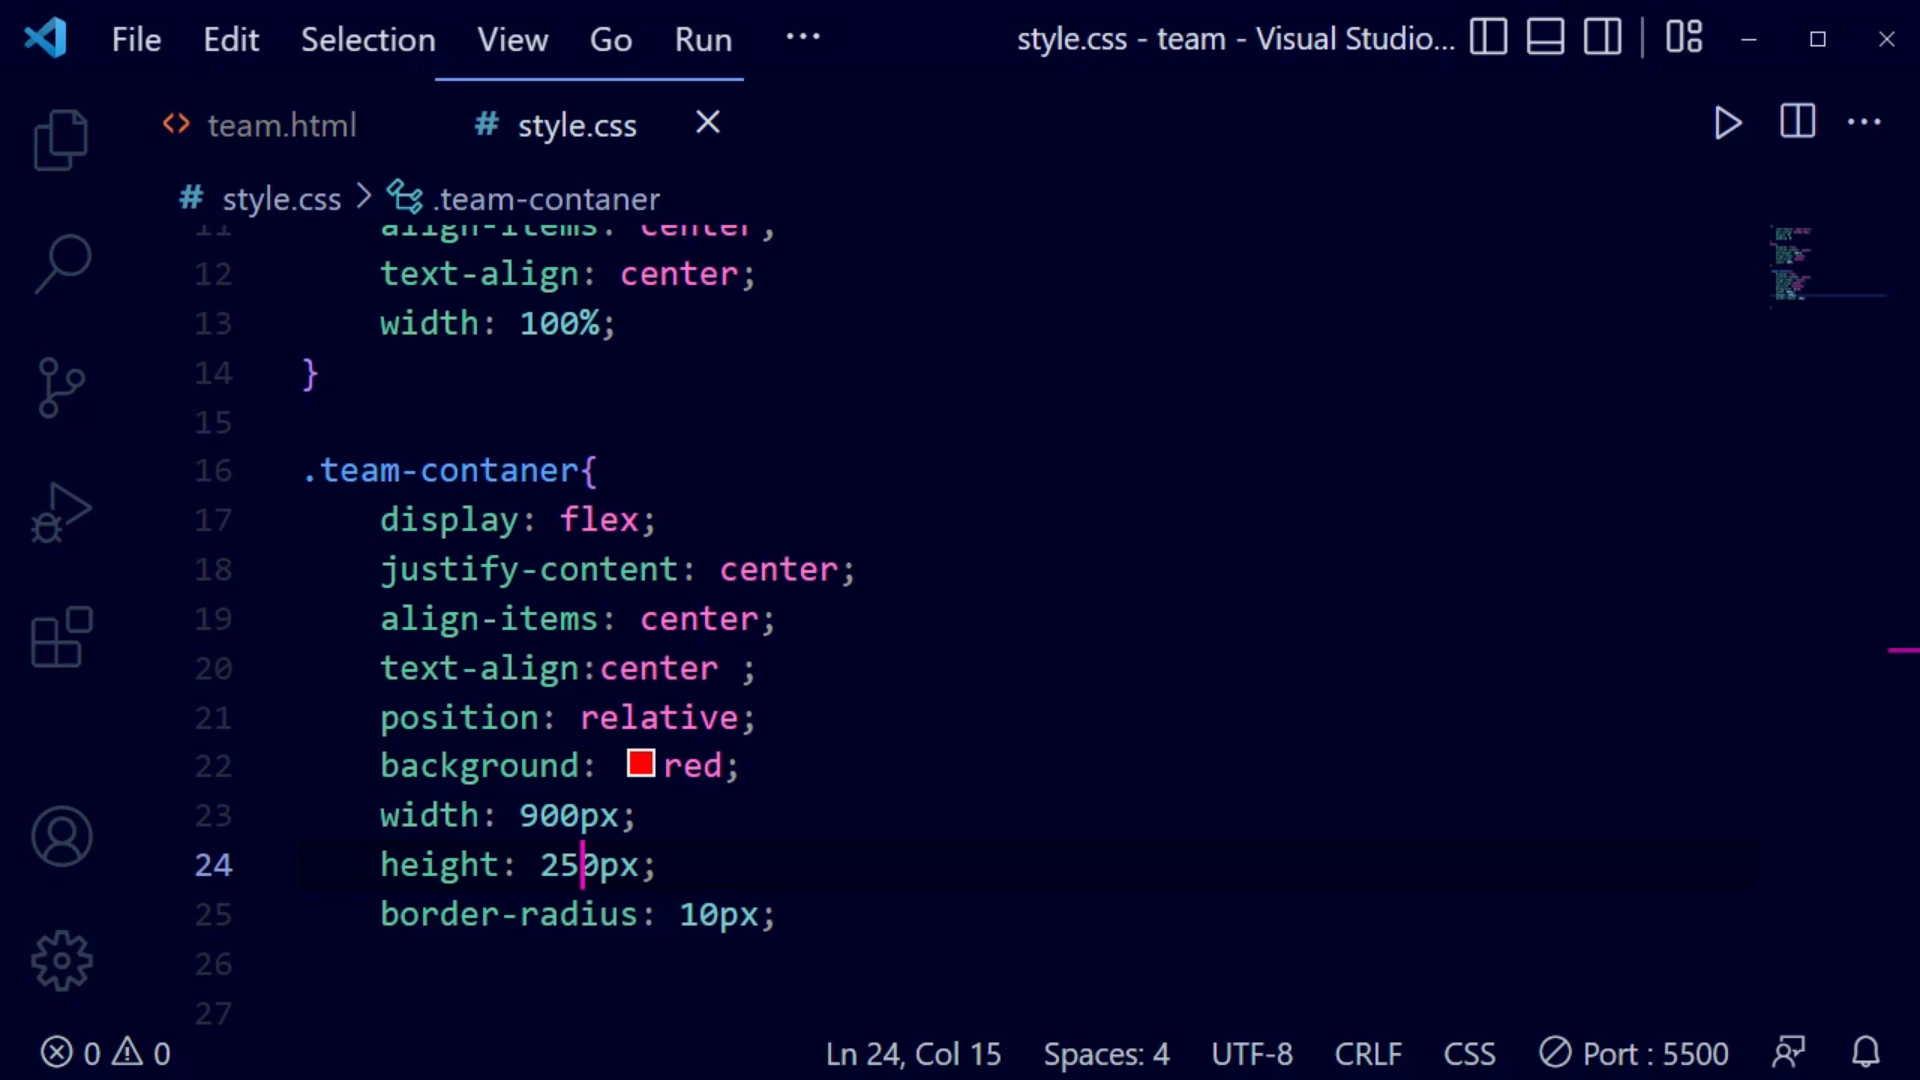 File Edit Selection View Go Run ··· style.css - team - Visual Studio...
team.html # style.css
# style.css > .team-contaner
11 align-items: center;
12 text-align: center;
13 width: 100%;
14 }
15
16 .team-contaner{
17 display: flex;
18 justify-content: center;
19 align-items: center;
20 text-align:center ;
21 position: relative;
22 background: red;
23 width: 900px;
24 height: 250px;
25 border-radius: 10px;
26
27
0 0 Ln 24, Col 15 Spaces: 4 UTF-8 CRLF CSS Port : 5500